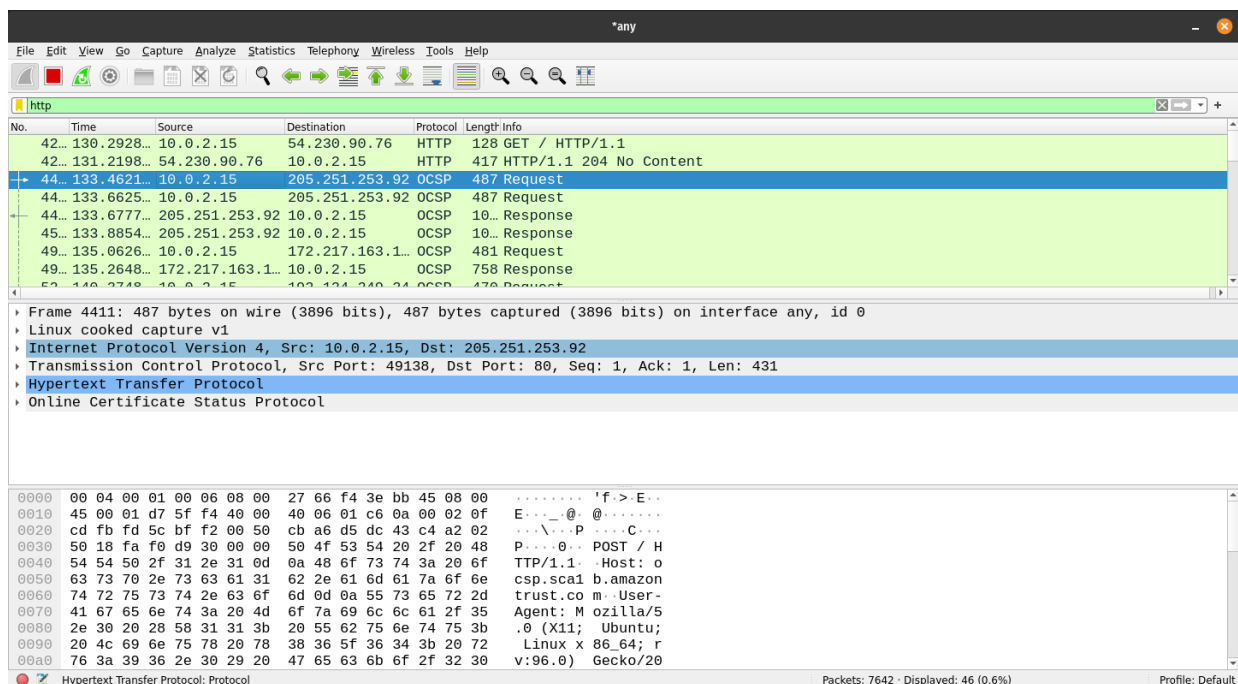 *any
File Edit View Go Capture Analyze Statistics Telephony Wireless Tools Help
http
No. Time Source Destination Protocol Length Info
42… 130.2928… 10.0.2.15 54.230.90.76 HTTP 128 GET / HTTP/1.1
42… 131.2198… 54.230.90.76 10.0.2.15 HTTP 417 HTTP/1.1 204 No Content
44… 133.4621… 10.0.2.15 205.251.253.92 OCSP 487 Request
44… 133.6625… 10.0.2.15 205.251.253.92 OCSP 487 Request
44… 133.6777… 205.251.253.92 10.0.2.15 OCSP 10… Response
45… 133.8854… 205.251.253.92 10.0.2.15 OCSP 10… Response
49… 135.0626… 10.0.2.15 172.217.163.1… OCSP 481 Request
49… 135.2648… 172.217.163.1… 10.0.2.15 OCSP 758 Response
Frame 4411: 487 bytes on wire (3896 bits), 487 bytes captured (3896 bits) on interface any, id 0
Linux cooked capture v1
Internet Protocol Version 4, Src: 10.0.2.15, Dst: 205.251.253.92
Transmission Control Protocol, Src Port: 49138, Dst Port: 80, Seq: 1, Ack: 1, Len: 431
Hypertext Transfer Protocol
Online Certificate Status Protocol
0000 00 04 00 01 00 06 08 00 27 66 f4 3e bb 45 08 00 ········ 'f·>·E··
0010 45 00 01 d7 5f f4 40 00 40 06 01 c6 0a 00 02 0f E···_·@· @·······
0020 cd fb fd 5c bf f2 00 50 cb a6 d5 dc 43 c4 a2 02 ···\···P ····C···
0030 50 18 fa f0 d9 30 00 00 50 4f 53 54 20 2f 20 48 P····0·· POST / H
0040 54 54 50 2f 31 2e 31 0d 0a 48 6f 73 74 3a 20 6f TTP/1.1· ·Host: o
0050 63 73 70 2e 73 63 61 31 62 2e 61 6d 61 7a 6f 6e csp.sca1 b.amazon
0060 74 72 75 73 74 2e 63 6f 6d 0d 0a 55 73 65 72 2d trust.co m··User-
0070 41 67 65 6e 74 3a 20 4d 6f 7a 69 6c 6c 61 2f 35 Agent: M ozilla/5
0080 2e 30 20 28 58 31 31 3b 20 55 62 75 6e 74 75 3b .0 (X11; Ubuntu;
0090 20 4c 69 6e 75 78 20 78 38 36 5f 36 34 3b 20 72 Linux x 86_64; r
00a0 76 3a 39 36 2e 30 29 20 47 65 63 6b 6f 2f 32 30 v:96.0) Gecko/20
Hypertext Transfer Protocol: Protocol Packets: 7642 · Displayed: 46 (0.6%) Profile: Default